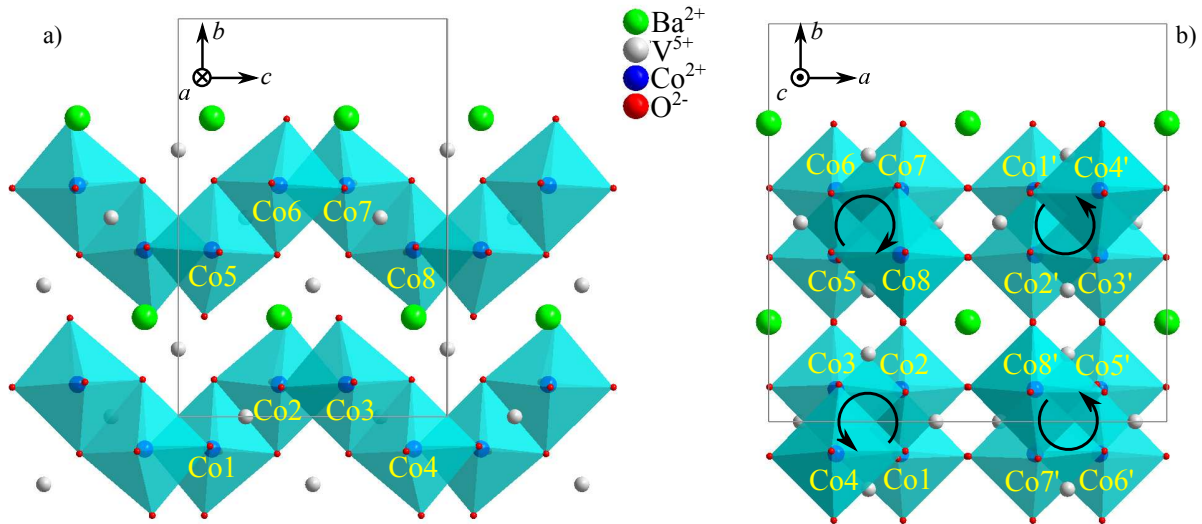 a)
b
c
a
Ba2+
V5+
Co2+
O2-
b)
b
a
c
Co6 Co7
Co5 Co8
Co2 Co3
Co1 Co4
Co6 Co7 Co1' Co4'
Co5 Co8 Co2' Co3'
Co3 Co2 Co8' Co5'
Co4 Co1 Co7' Co6'